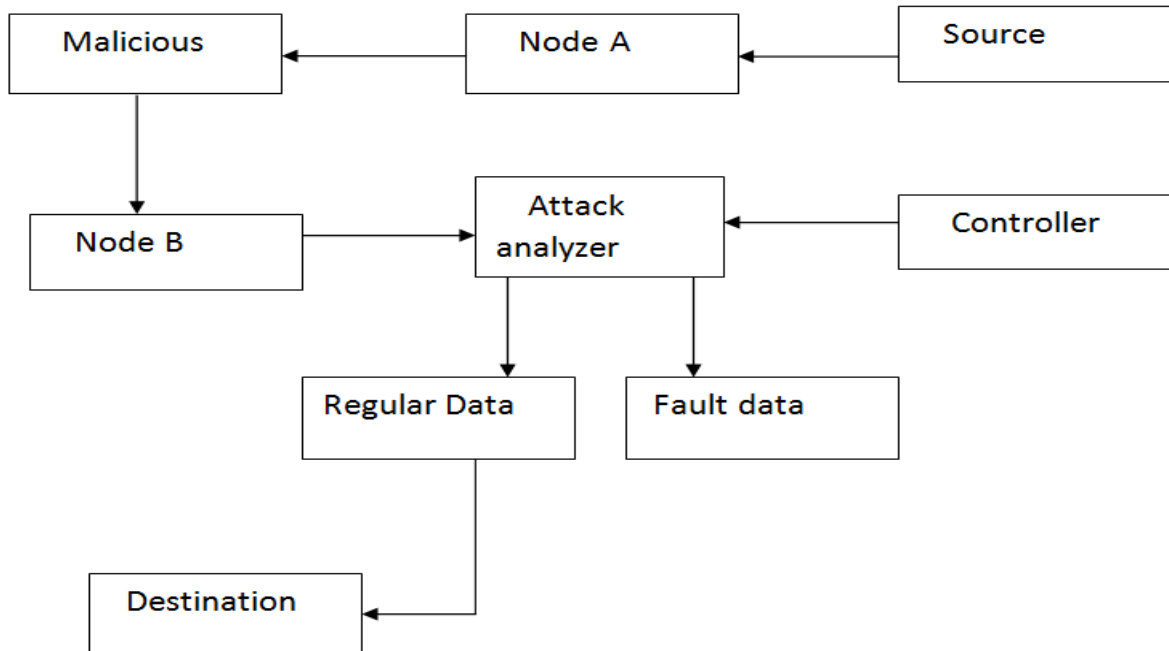 Malicious
Node A
Source
Node B
Attack
analyzer
Controller
Regular Data
Fault data
Destination